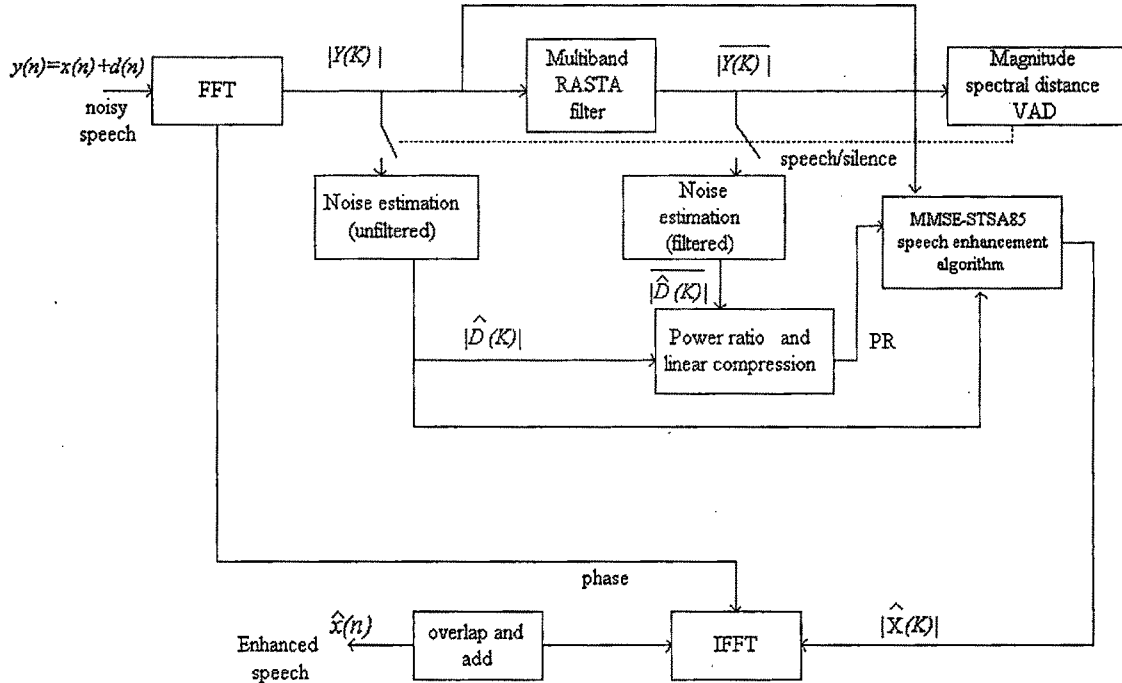 y(n)=x(n)+d(n)
noisy
speech
FFT
|Y(K)|
Multiband
RASTA
filter
|Y(K)|
Magnitude
spectral distance
VAD
speech/silence
Noise estimation
(unfiltered)
Noise
estimation
(filtered)
MMSE-STSA85
speech enhancement
algorithm
|D̂(K)|
|D̂(K)|
Power ratio and
linear compression
PR
phase
x̂(n)
Enhanced
speech
overlap and
add
IFFT
|X̂(K)|